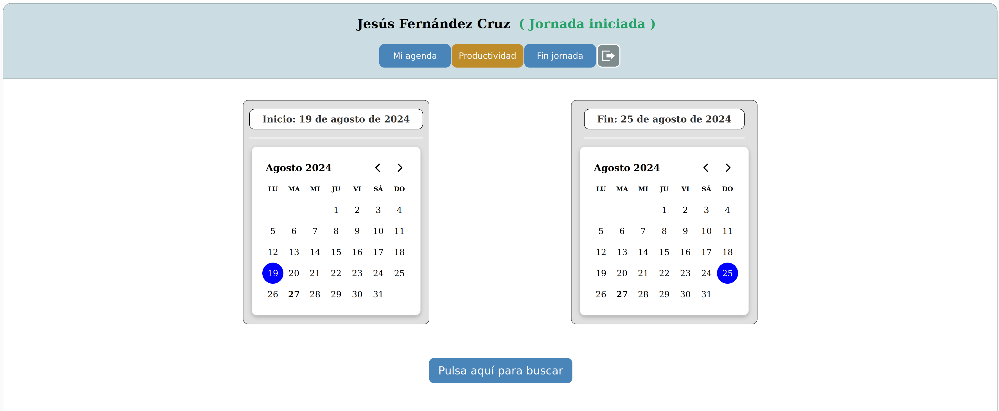 Jesús Fernández Cruz ( Jornada iniciada )
Mi agenda Productividad Fin jornada
Inicio: 19 de agosto de 2024
Agosto 2024
LU MA MI JU VI SÁ DO
1 2 3 4
5 6 7 8 9 10 11
12 13 14 15 16 17 18
19 20 21 22 23 24 25
26 27 28 29 30 31
Fin: 25 de agosto de 2024
Agosto 2024
LU MA MI JU VI SÁ DO
1 2 3 4
5 6 7 8 9 10 11
12 13 14 15 16 17 18
19 20 21 22 23 24 25
26 27 28 29 30 31
Pulsa aquí para buscar